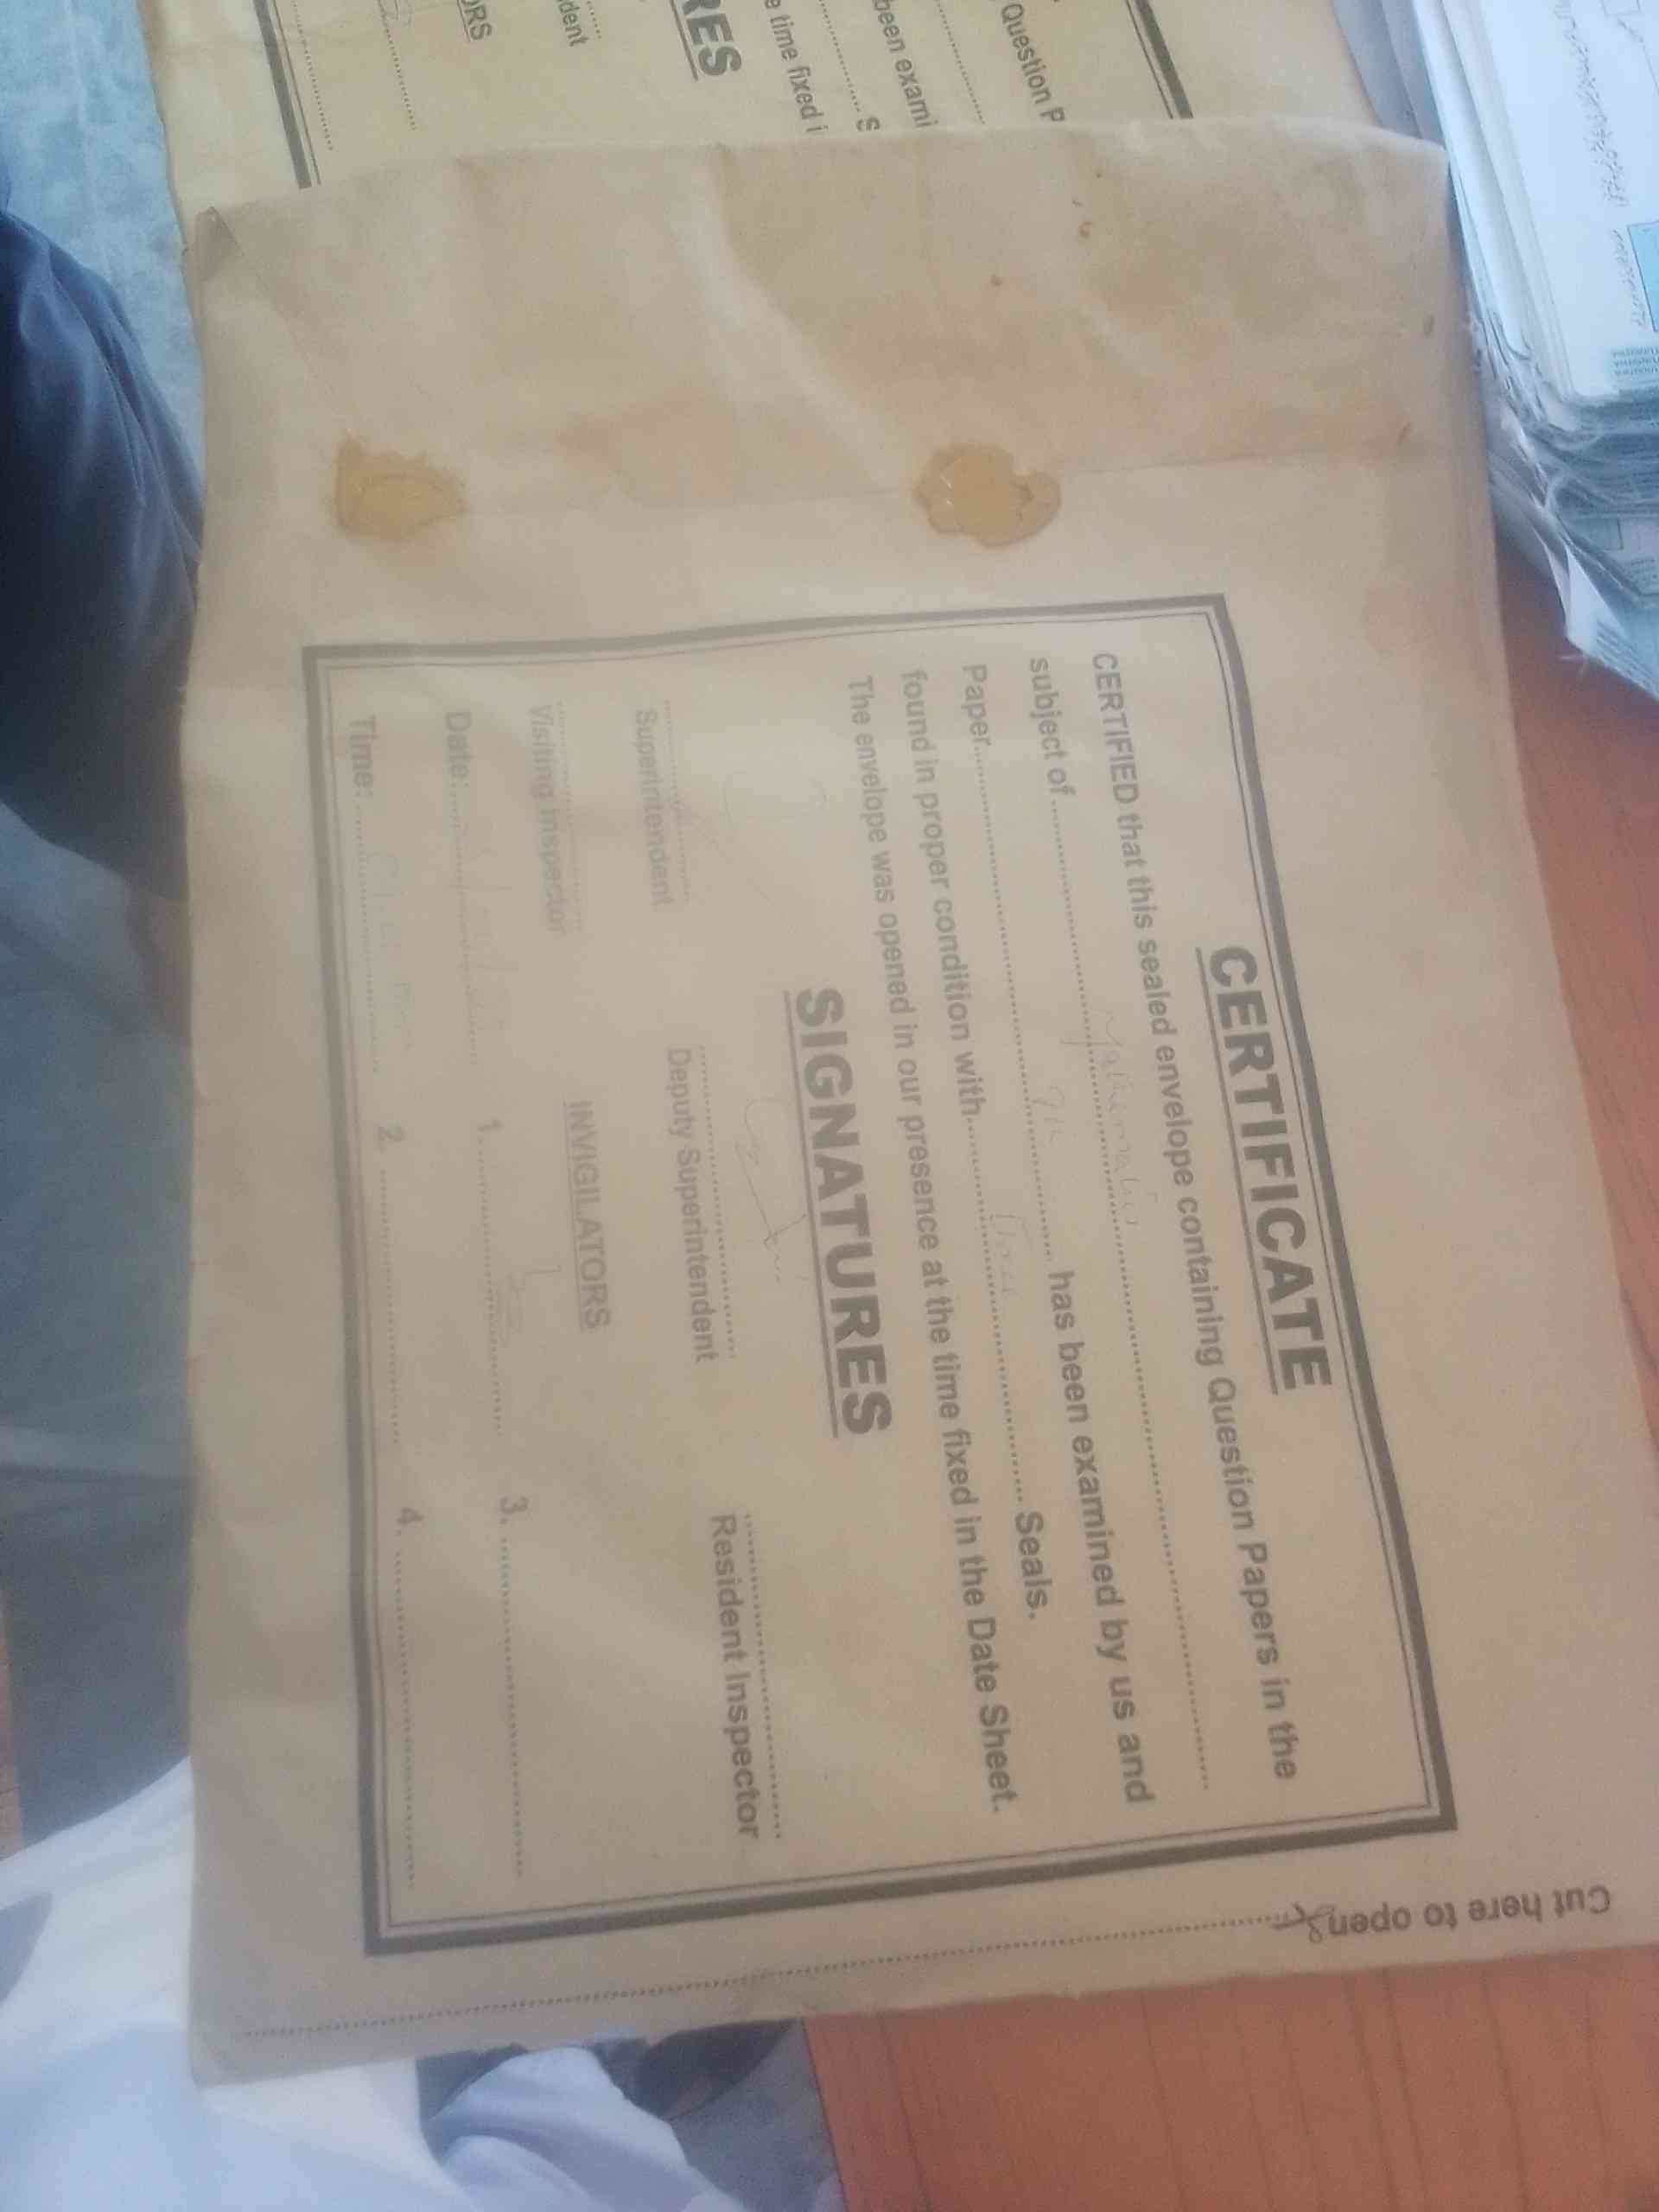 CERTIFICATE
CERTIFIED that this sealed envelope containing Question Papers in the
subject of .......... Mathematics ..........
Paper.................... has been examined by us and
found in proper condition with.................... Seals.
The envelope was opened in our presence at the time fixed in the Date Sheet.
SIGNATURES
Superintendent
Deputy Superintendent
Resident Inspector
Visiting Inspector
INVIGILATORS
Date:..........
1...........
3. ..........
Time: ..........
2. ..........
4. ..........
Cut here to open
Question P
been exami
S
e time fixed i
RES
dent
ORS